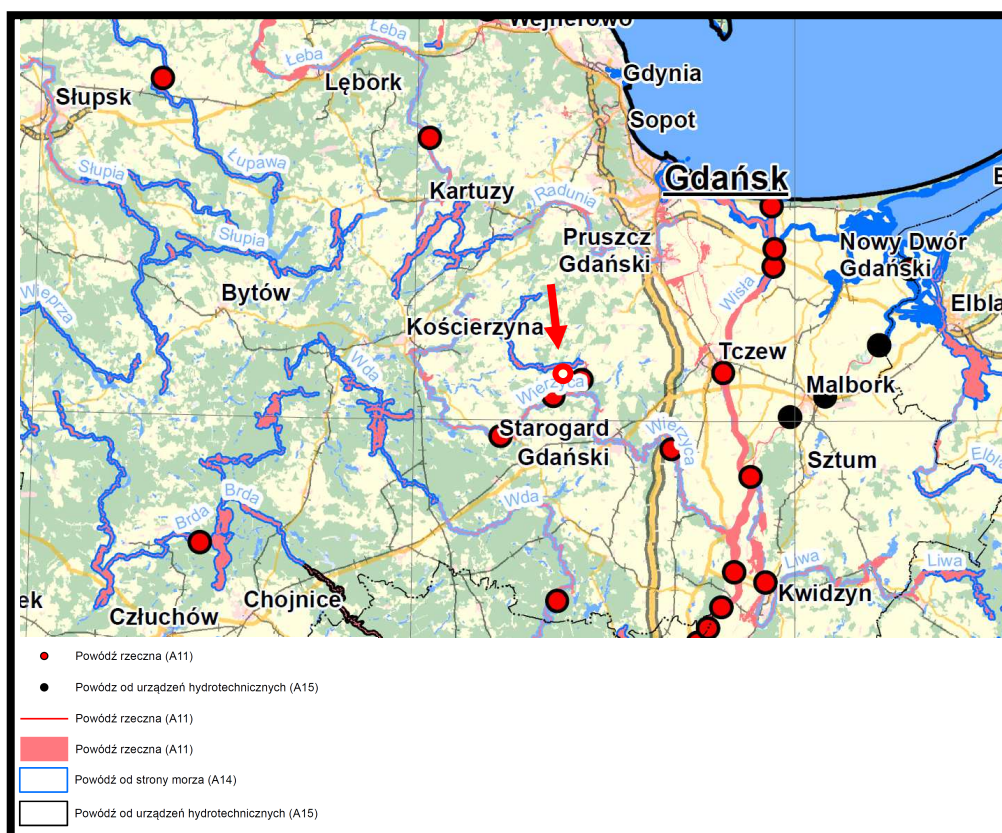 Wejherowo
Łeba
Łeba
Gdynia
Lębork
Słupsk
Sopot
Łupawa
Słupia
Gdańsk
E
Kartuzy
Radunia
Słupia
Pruszcz
Gdański
Nowy Dwór
Gdański
Wieprza
Bytów
Wisła
Elbla
Kościerzyna
Wda
Tczew
Wierzyca
Malbork
Starogard
Gdański
Wierzyca
Sztum
Elblą
Brda
Wda
Brda
Liwa
Liwa
Kwidzyn
ek
Chojnice
Człuchów
Powódź rzeczna (A11)
Powódz od urządzeń hydrotechnicznych (A15)
Powódź rzeczna (A11)
Powódź rzeczna (A11)
Powódź od strony morza (A14)
Powódź od urządzeń hydrotechnicznych (A15)